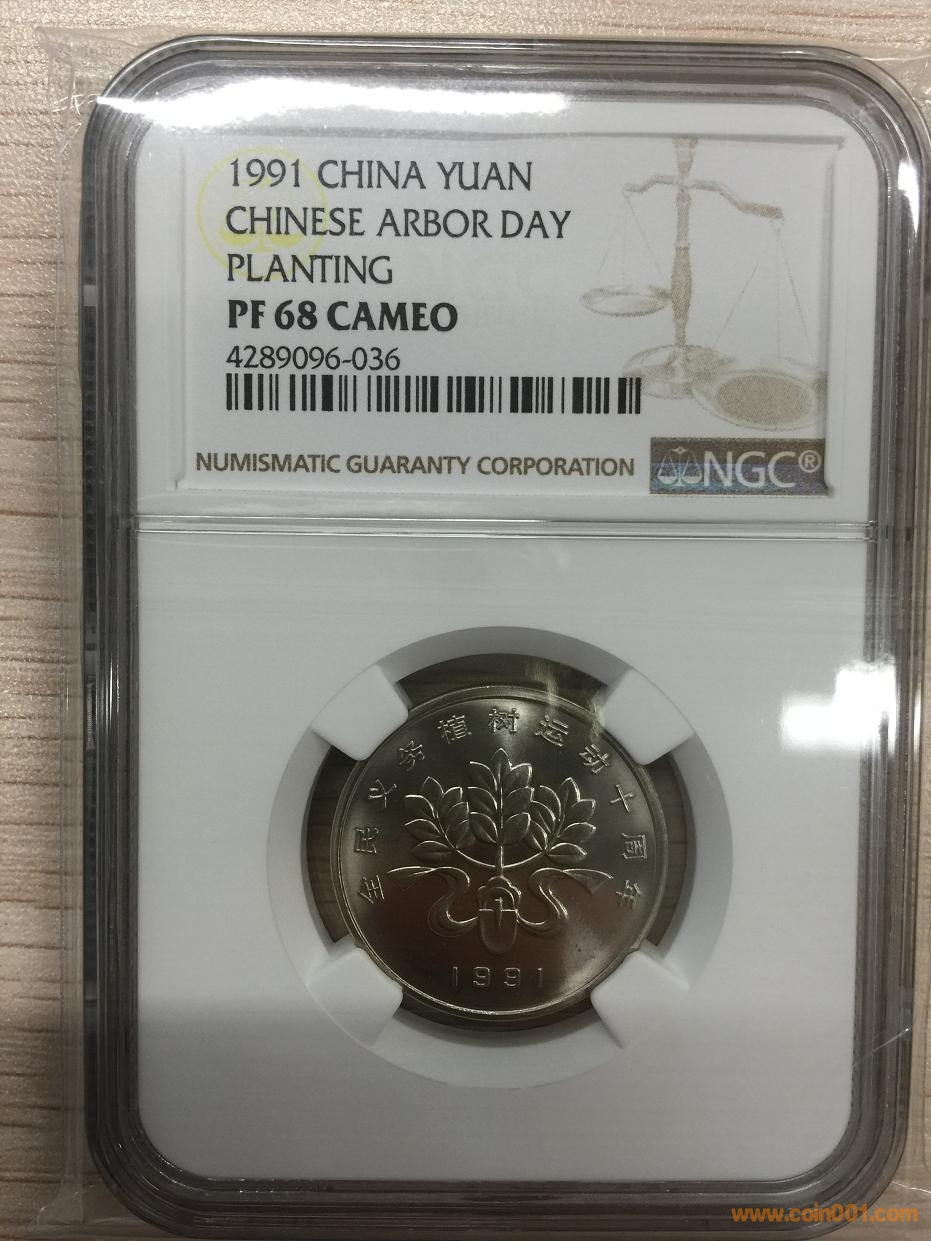 1991 CHINA YUAN
CHINESE ARBOR DAY
PLANTING
PF 68 CAMEO
4289096-036
NUMISMATIC GUARANTY CORPORATION
NGC®
全民义务植树运动十周年
1991
www.coin001.com